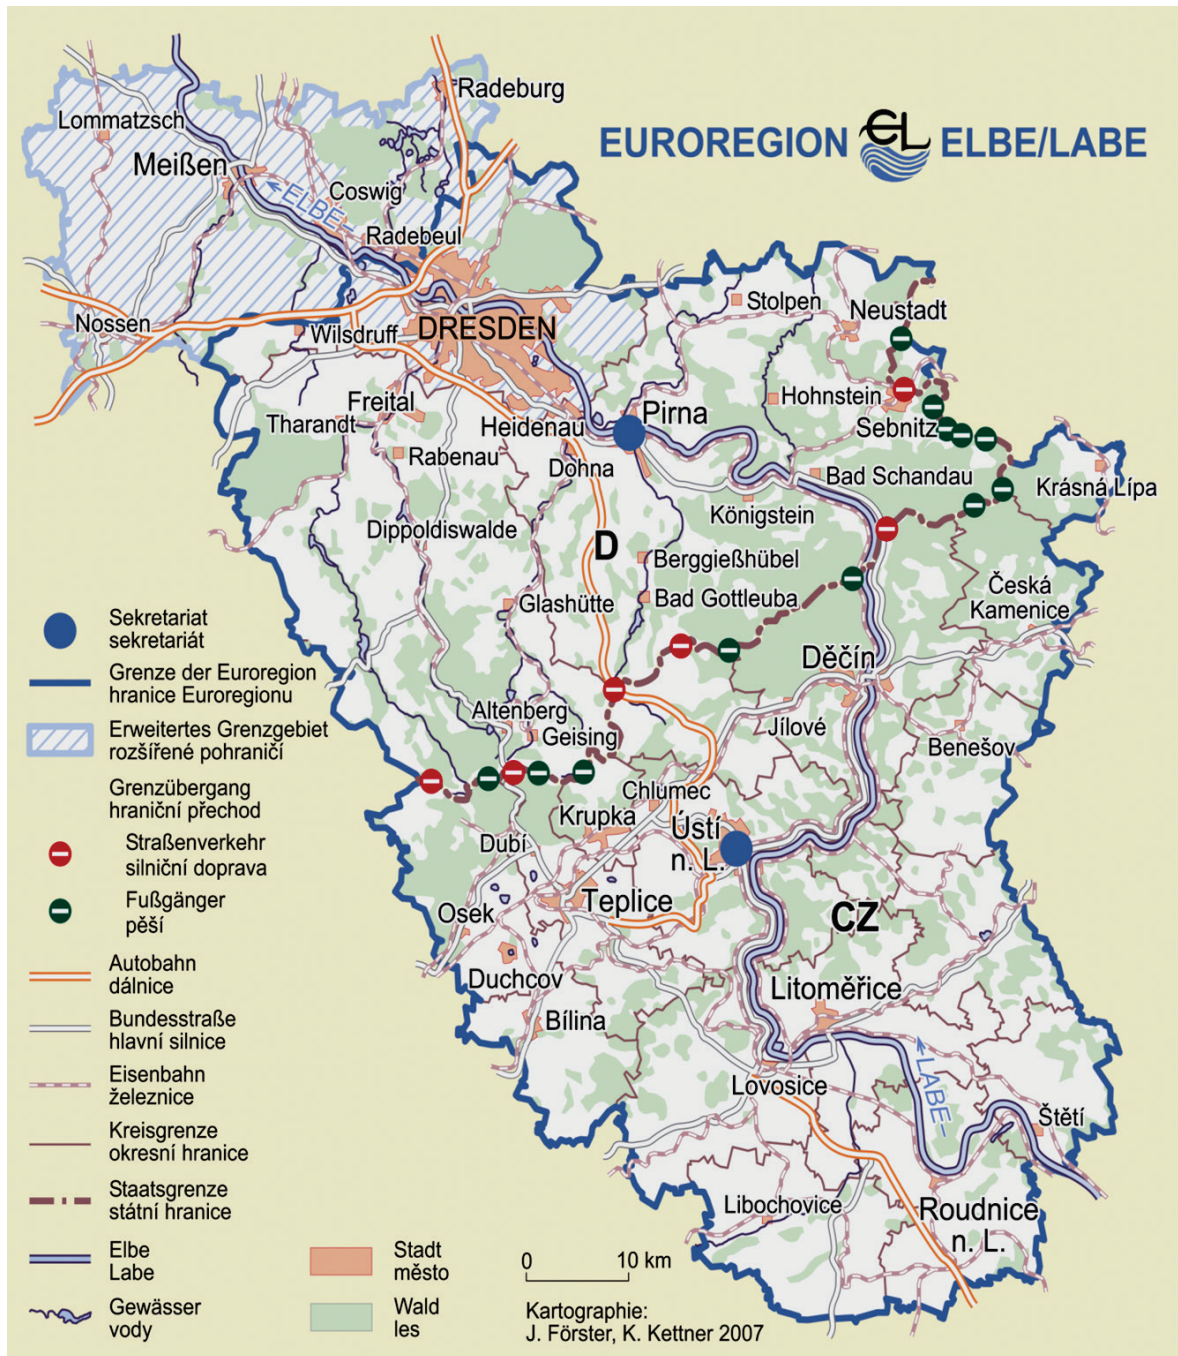 EUROREGION EL ELBE/LABE
Radeburg
Lommatzsch
Meißen
Coswig
ELBE
Radebeul
Stolpen
Neustadt
Nossen
Wilsdruff
DRESDEN
Hohnstein
Freital
Pirna
Tharandt
Heidenau
Sebnitz
Rabenau
Dohna
Bad Schandau
Krásná Lípa
Königstein
Dippoldiswalde
D
Berggießhübel
Česká
Kamenice
Glashütte
Bad Gottleuba
Děčín
Altenberg
Geising
Jílové
Benešov
Chlumec
Krupka
Ústí
n. L.
Dubí
Teplice
Osek
CZ
Duchcov
Litoměřice
Bílina
Lovosice
LABE
Štětí
Libochovice
Roudnice
n. L.
Sekretariat
sekretariát
Grenze der Euroregion
hranice Euroregionu
Erweitertes Grenzgebiet
rozšířené pohraničí
Grenzübergang
hraniční přechod
Straßenverkehr
silniční doprava
Fußgänger
pěší
Autobahn
dálnice
Bundesstraße
hlavní silnice
Eisenbahn
železnice
Kreisgrenze
okresní hranice
Staatsgrenze
státní hranice
Elbe
Labe
Gewässer
vody
Stadt
město
Wald
les
0 10 km
Kartographie:
J. Förster, K. Kettner 2007